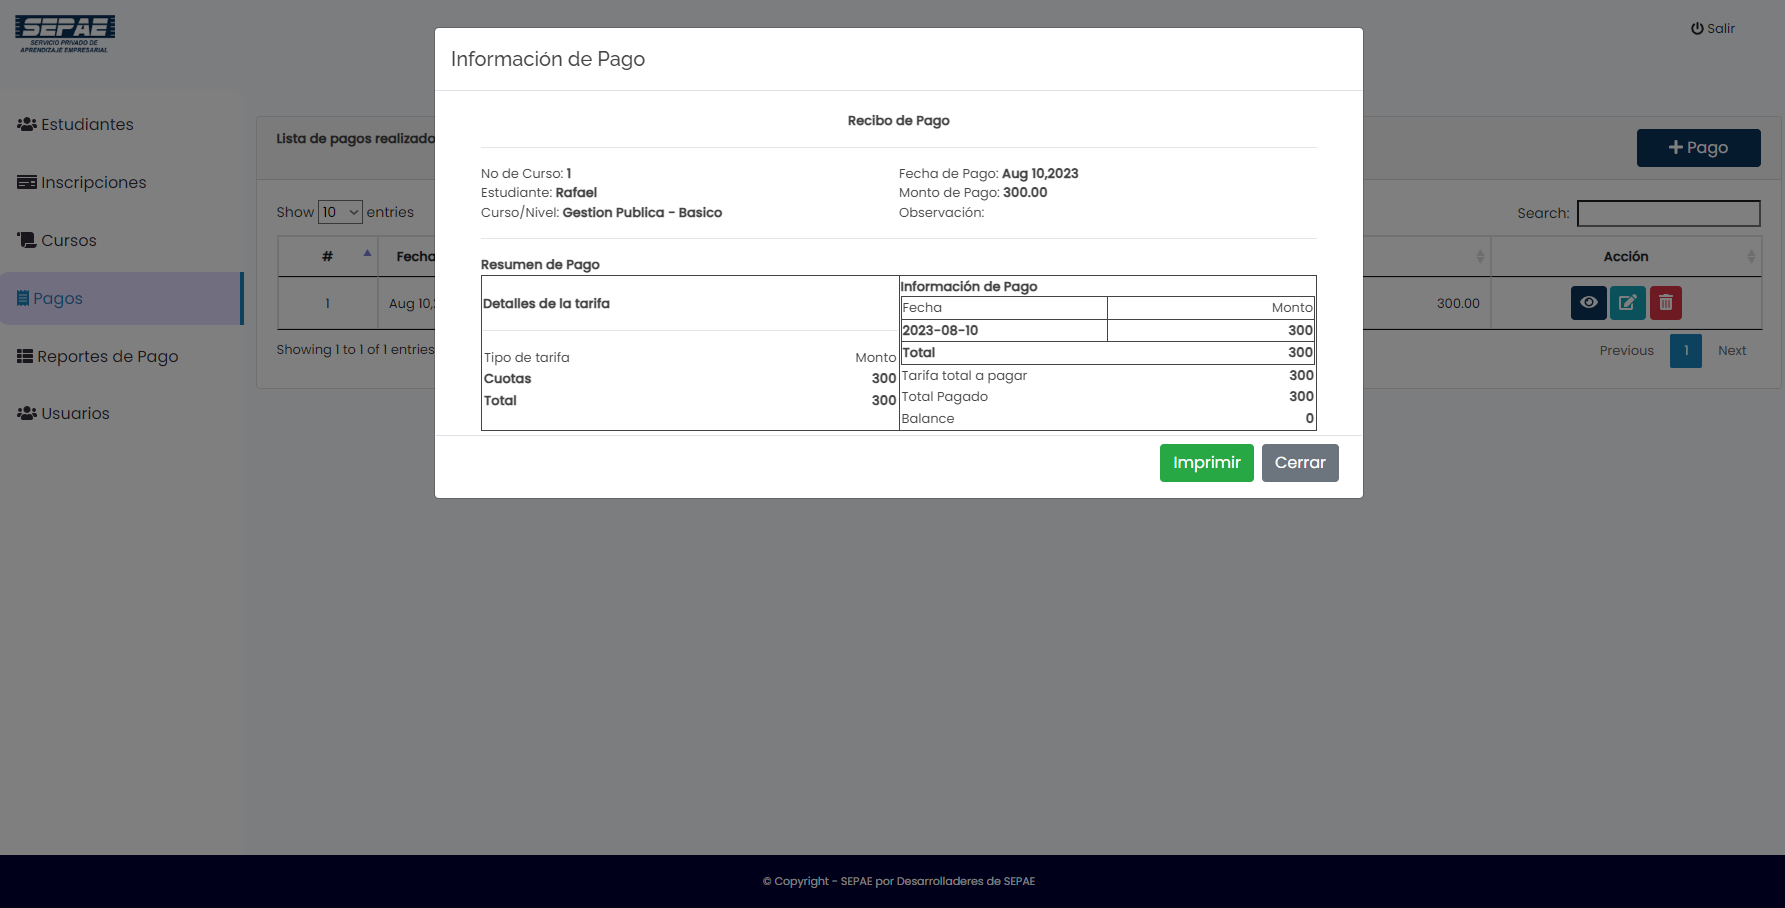 SEPAE
SERVICIO PRIVADO DE
APRENDIZAJE EMPRESARIAL
Salir
Estudiantes
Inscripciones
Cursos
Pagos
Reportes de Pago
Usuarios
Lista de pagos realizado
+ Pago
Show 10 entries
Search:
# Fecha Acción
1 Aug 10, 300.00
Showing 1 to 1 of 1 entries
Previous 1 Next
Información de Pago
Recibo de Pago
No de Curso: 1 Fecha de Pago: Aug 10,2023
Estudiante: Rafael Monto de Pago: 300.00
Curso/Nivel: Gestion Publica - Basico Observación:
Resumen de Pago
Detalles de la tarifa
Tipo de tarifa Monto
Cuotas 300
Total 300
Información de Pago
Fecha Monto
2023-08-10 300
Total 300
Tarifa total a pagar 300
Total Pagado 300
Balance 0
Imprimir Cerrar
© Copyright - SEPAE por Desarrolladeres de SEPAE